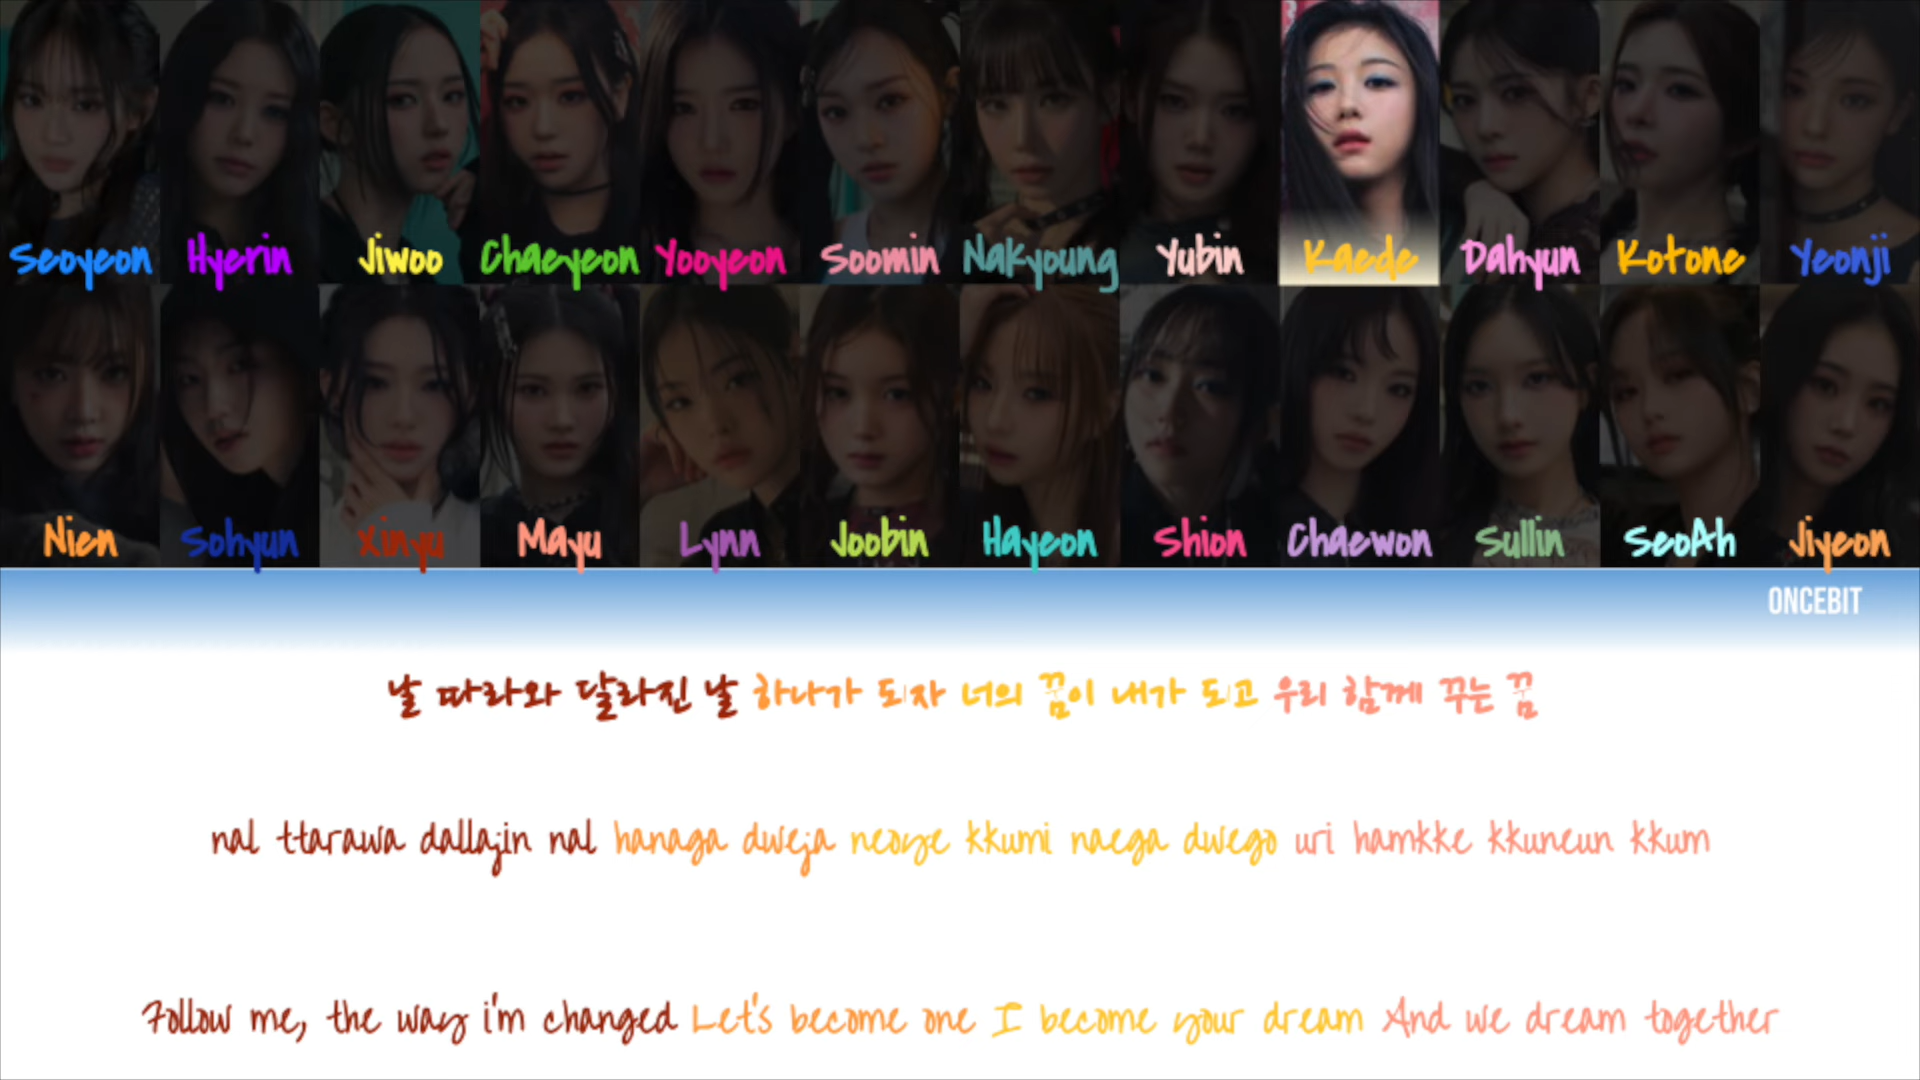 Seoyeon Hyerin Jiwoo Chaeyeon Yooyeon Soomin Nakyoung Yubin Kaede Dahyun Kotone Yeonji
Nien Sohyun Xinyu Mayu Lynn Joobin Hayeon Shion Chaewon Sullin SeoAh Jiyeon
ONCEBIT
날 따라와 달라진 날 하나가 되자 너의 꿈이 내가 되고 우리 함께 꾸는 꿈
nal ttarawa dallajin nal hanaga dweja neoye kkumi naega dwego uri hamkke kkuneun kkum
Follow me, the way i'm changed Let's become one I become your dream And we dream together